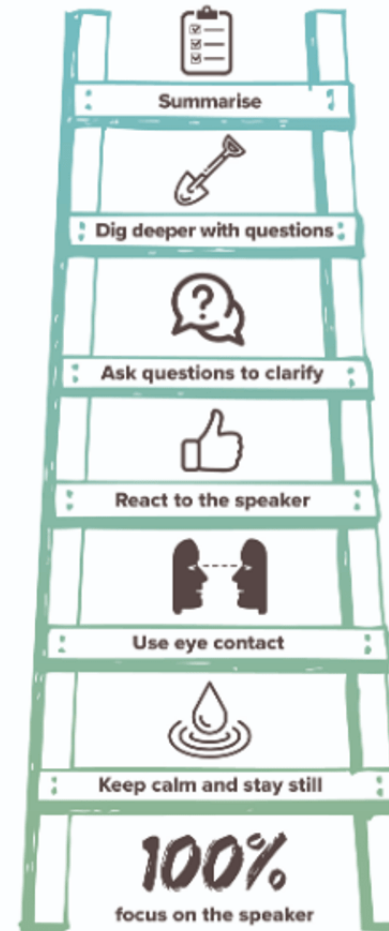 Summarise
Dig deeper with questions
?
Ask questions to clarify
React to the speaker
Use eye contact
Keep calm and stay still
100%
focus on the speaker